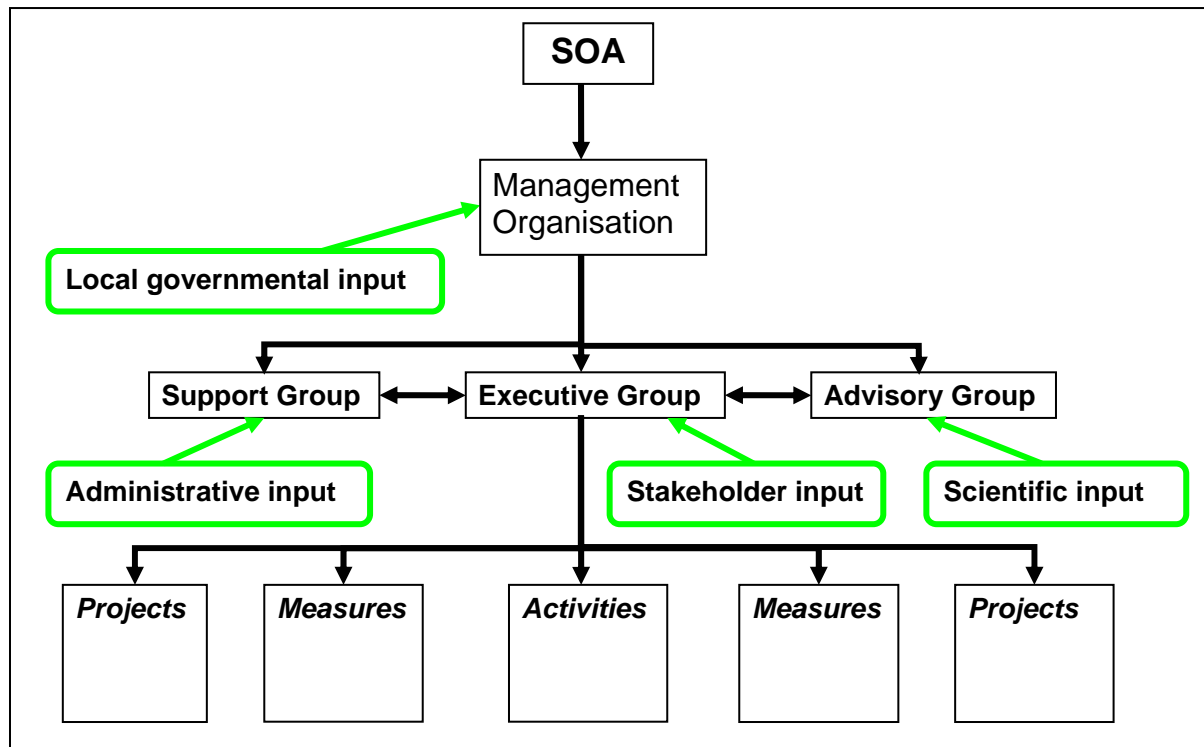 SOA
Management
Organisation
Local governmental input
Support Group
Executive Group
Advisory Group
Administrative input
Stakeholder input
Scientific input
Projects
Measures
Activities
Measures
Projects